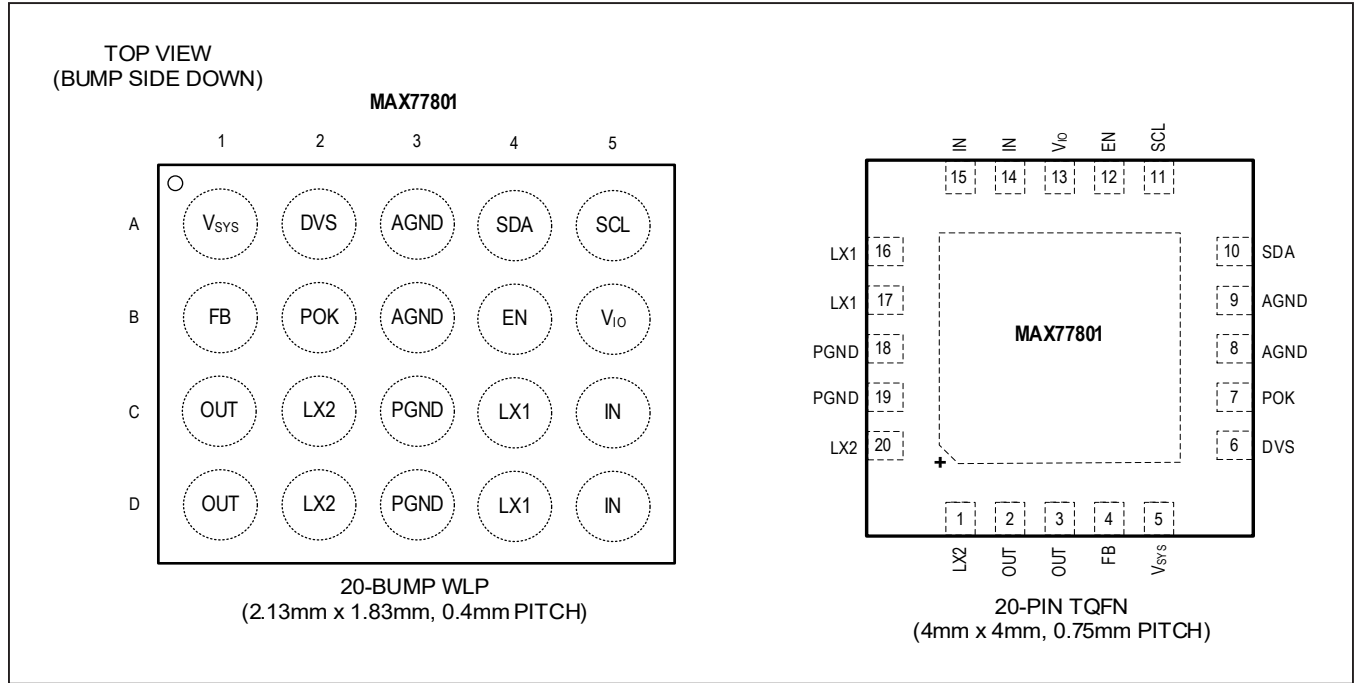 TOP VIEW
(BUMP SIDE DOWN)
MAX77801
1 2 3 4 5
A VSYS DVS AGND SDA SCL
B FB POK AGND EN VIO
C OUT LX2 PGND LX1 IN
D OUT LX2 PGND LX1 IN
20-BUMP WLP
(2.13mm x 1.83mm, 0.4mm PITCH)
IN IN VIO EN SCL
15 14 13 12 11
LX1 16
LX1 17
PGND 18
PGND 19
LX2 20
MAX77801
10 SDA
9 AGND
8 AGND
7 POK
6 DVS
+
1 2 3 4 5
LX2 OUT OUT FB VSYS
20-PIN TQFN
(4mm x 4mm, 0.75mm PITCH)